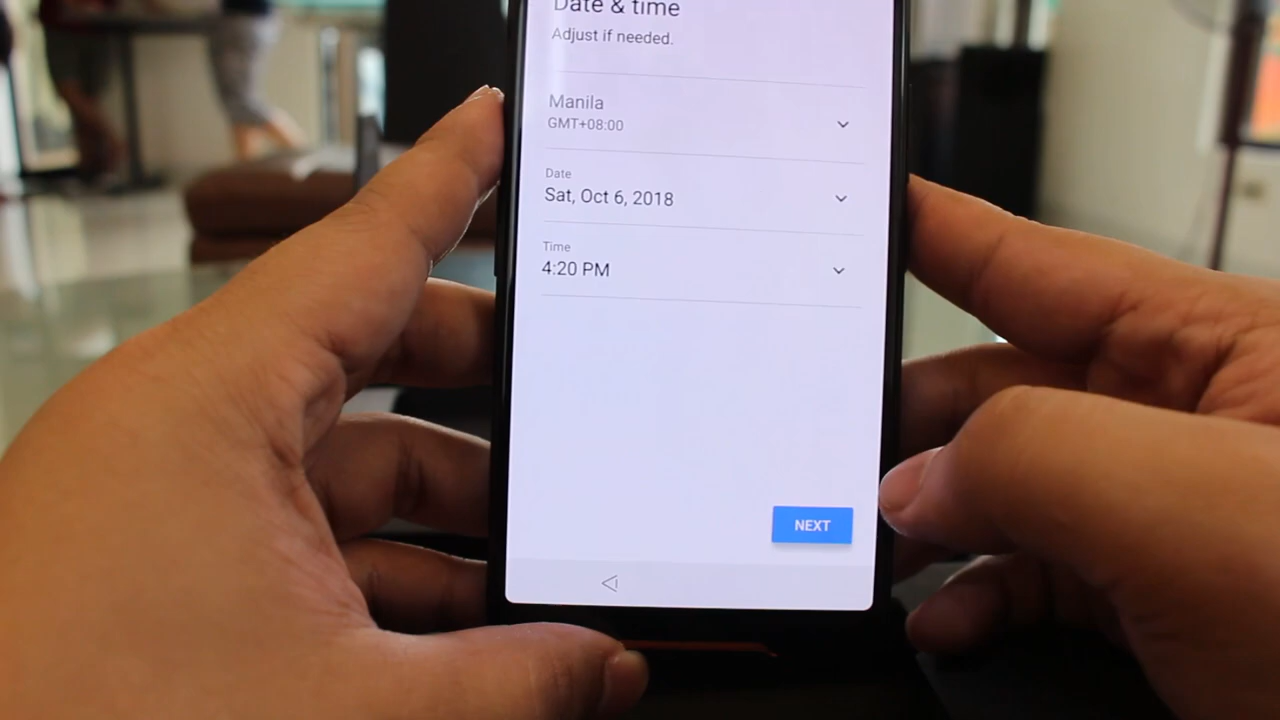 Date & time
Adjust if needed.
Manila
GMT+08:00
Date
Sat, Oct 6, 2018
Time
4:20 PM
NEXT